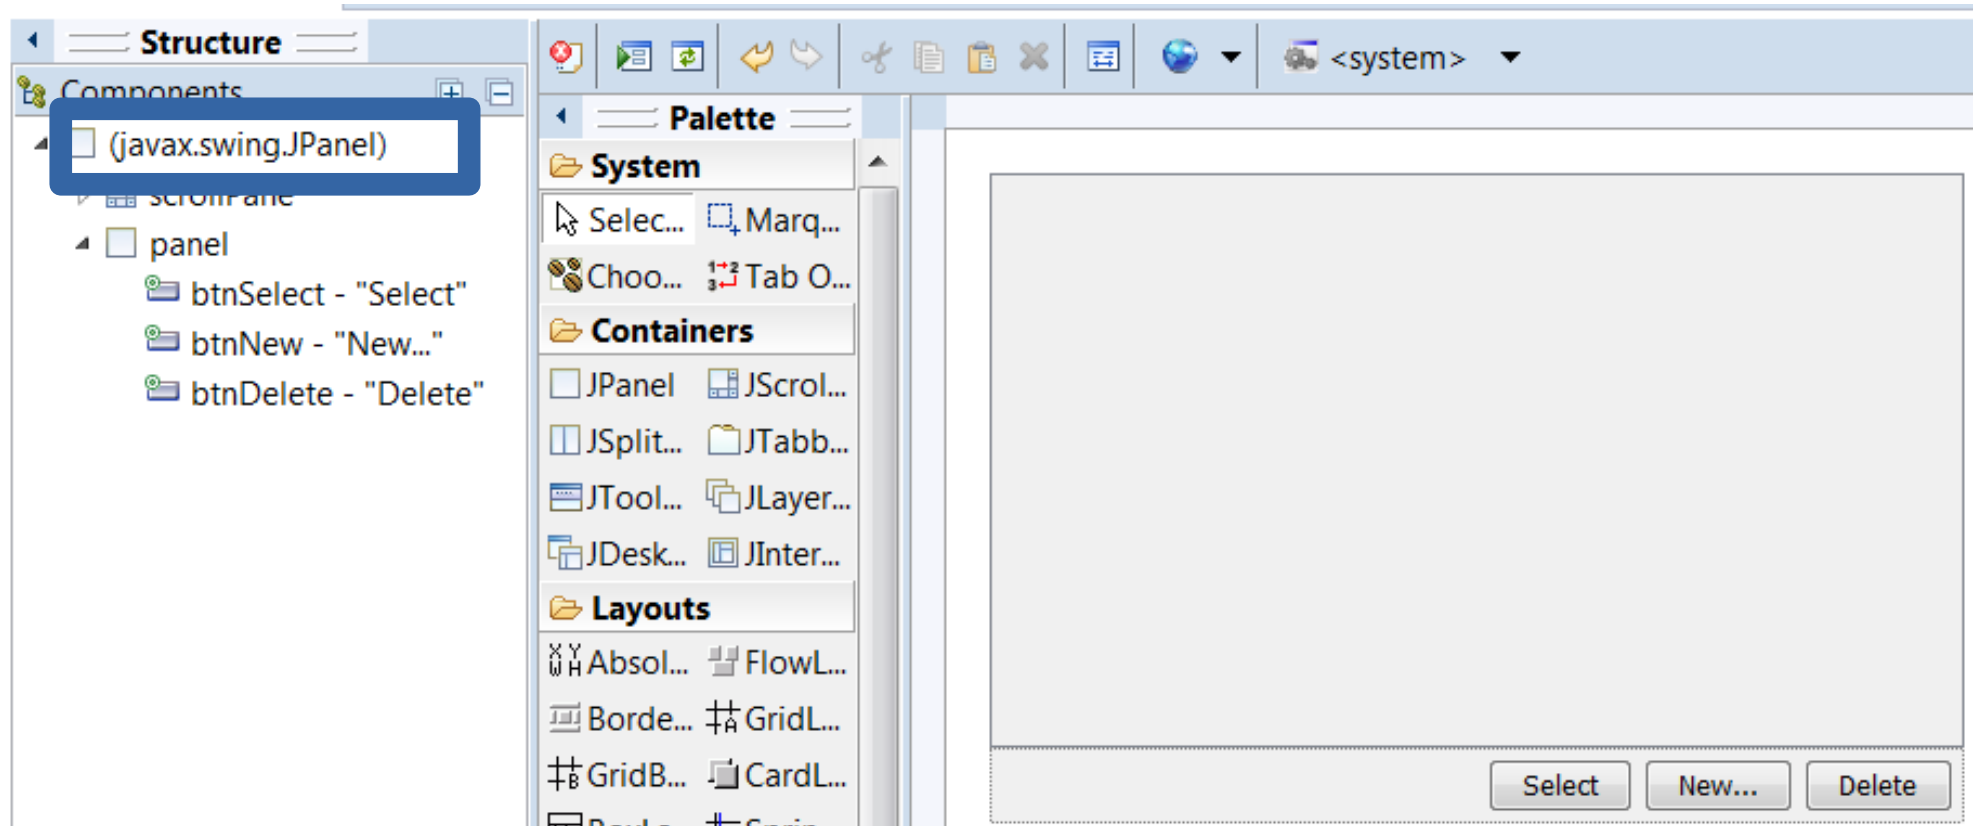 Structure
Components
(javax.swing.JPanel)
scrollPane
panel
btnSelect - "Select"
btnNew - "New..."
btnDelete - "Delete"
<system>
Palette
System
Selec... Marq...
Choo... Tab O...
Containers
JPanel JScrol...
JSplit... JTabb...
JTool... JLayer...
JDesk... JInter...
Layouts
Absol... FlowL...
Borde... GridL...
GridB... CardL...
Select New... Delete